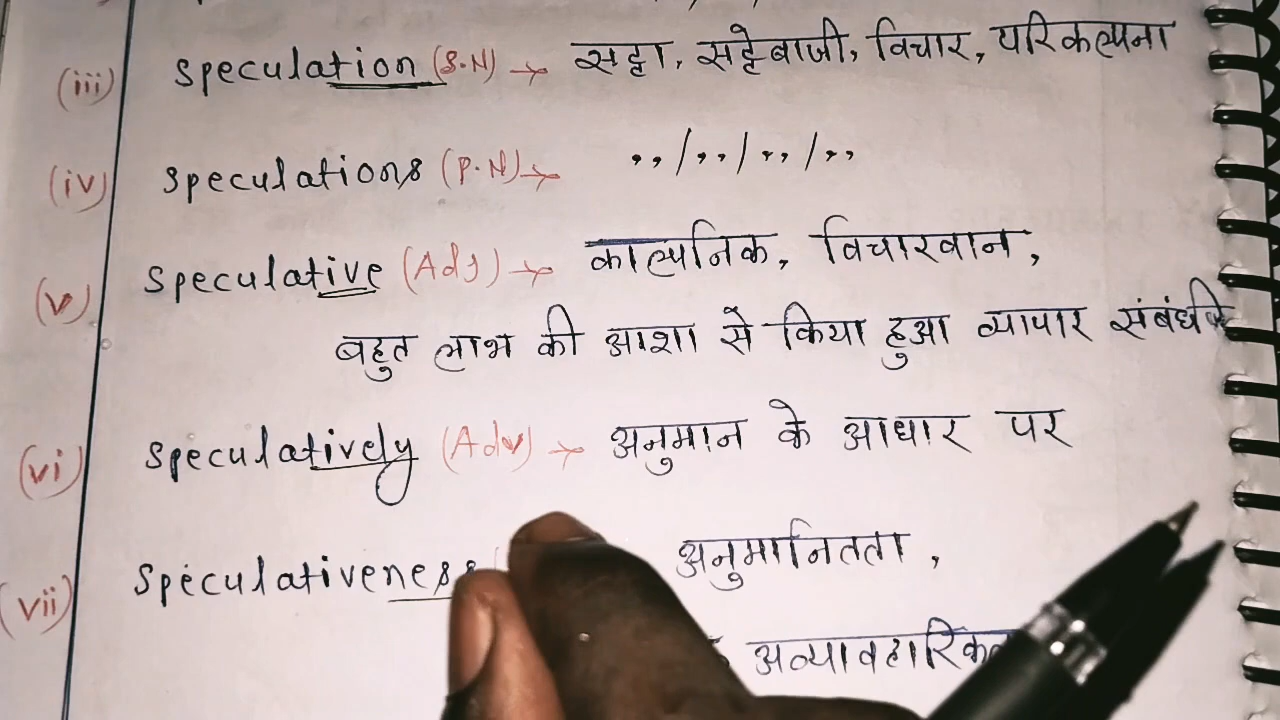 (iii) speculation (S.N) → सट्टा, सट्टेबाजी, विचार, परिकल्पना
(iv) speculations (P.N) → ,, / ,, / ,, / ,,
(v) speculative (Adj) → काल्पनिक, विचारवान,
बहुत लाभ की आशा से किया हुआ व्यापार संबंधी
(vi) speculatively (Adv) → अनुमान के आधार पर
(vii) speculativeness अनुमानितता,